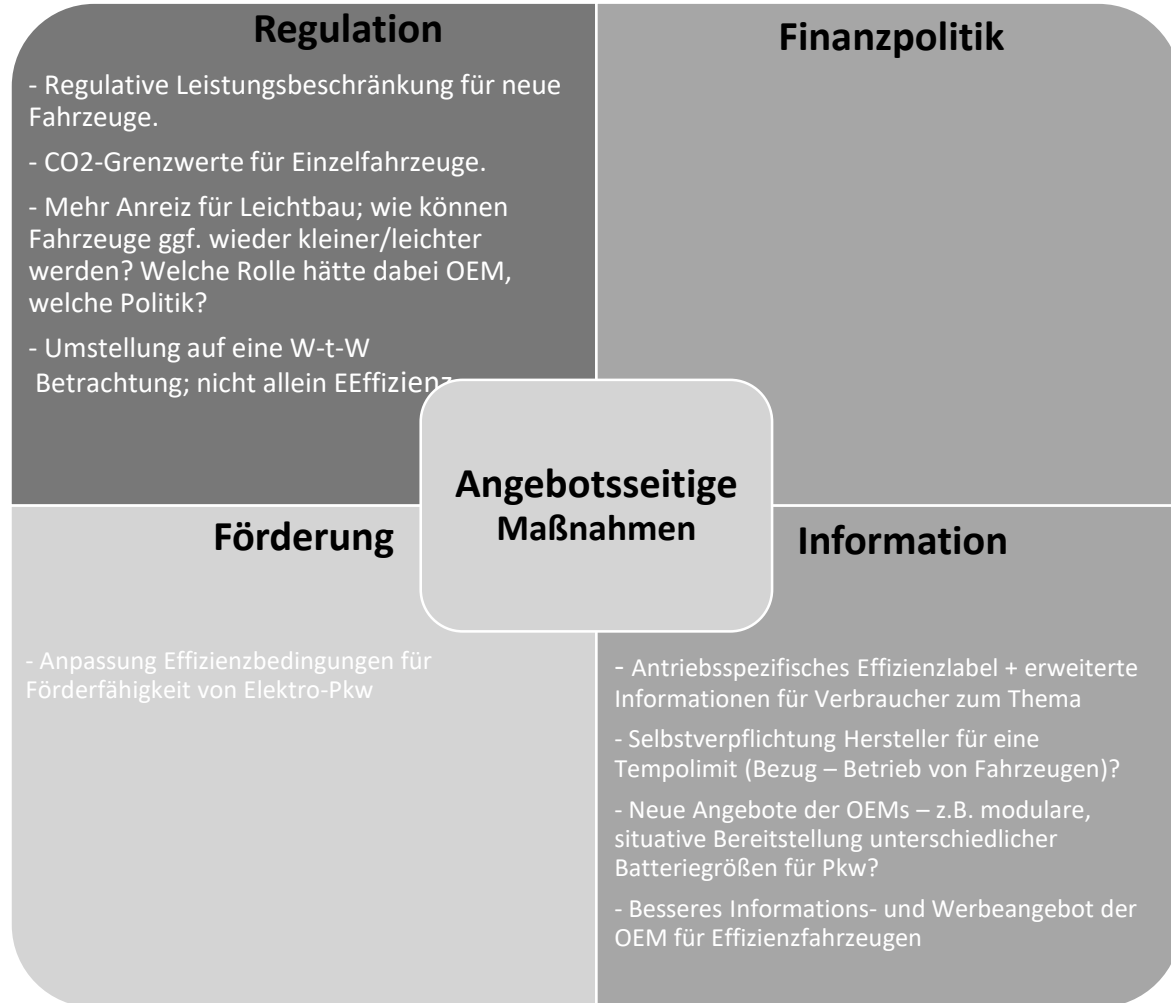 Regulation
- Regulative Leistungsbeschränkung für neue
Fahrzeuge.
- CO2-Grenzwerte für Einzelfahrzeuge.
- Mehr Anreiz für Leichtbau; wie können
Fahrzeuge ggf. wieder kleiner/leichter
werden? Welche Rolle hätte dabei OEM,
welche Politik?
- Umstellung auf eine W-t-W
Betrachtung; nicht allein EEffizienz
Finanzpolitik
Angebotsseitige
Maßnahmen
Förderung
- Anpassung Effizienzbedingungen für
Förderfähigkeit von Elektro-Pkw
Information
- Antriebsspezifisches Effizienzlabel + erweiterte
Informationen für Verbraucher zum Thema
- Selbstverpflichtung Hersteller für eine
Tempolimit (Bezug – Betrieb von Fahrzeugen)?
- Neue Angebote der OEMs – z.B. modulare,
situative Bereitstellung unterschiedlicher
Batteriegrößen für Pkw?
- Besseres Informations- und Werbeangebot der
OEM für Effizienzfahrzeugen